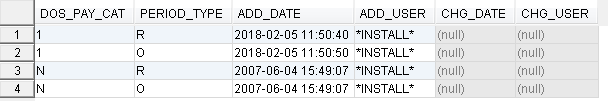 DOS_PAY_CAT PERIOD_TYPE ADD_DATE ADD_USER CHG_DATE CHG_USER
1 1 R 2018-02-05 11:50:40 *INSTALL* (null) (null)
2 1 O 2018-02-05 11:50:50 *INSTALL* (null) (null)
3 N R 2007-06-04 15:49:07 *INSTALL* (null) (null)
4 N O 2007-06-04 15:49:07 *INSTALL* (null) (null)